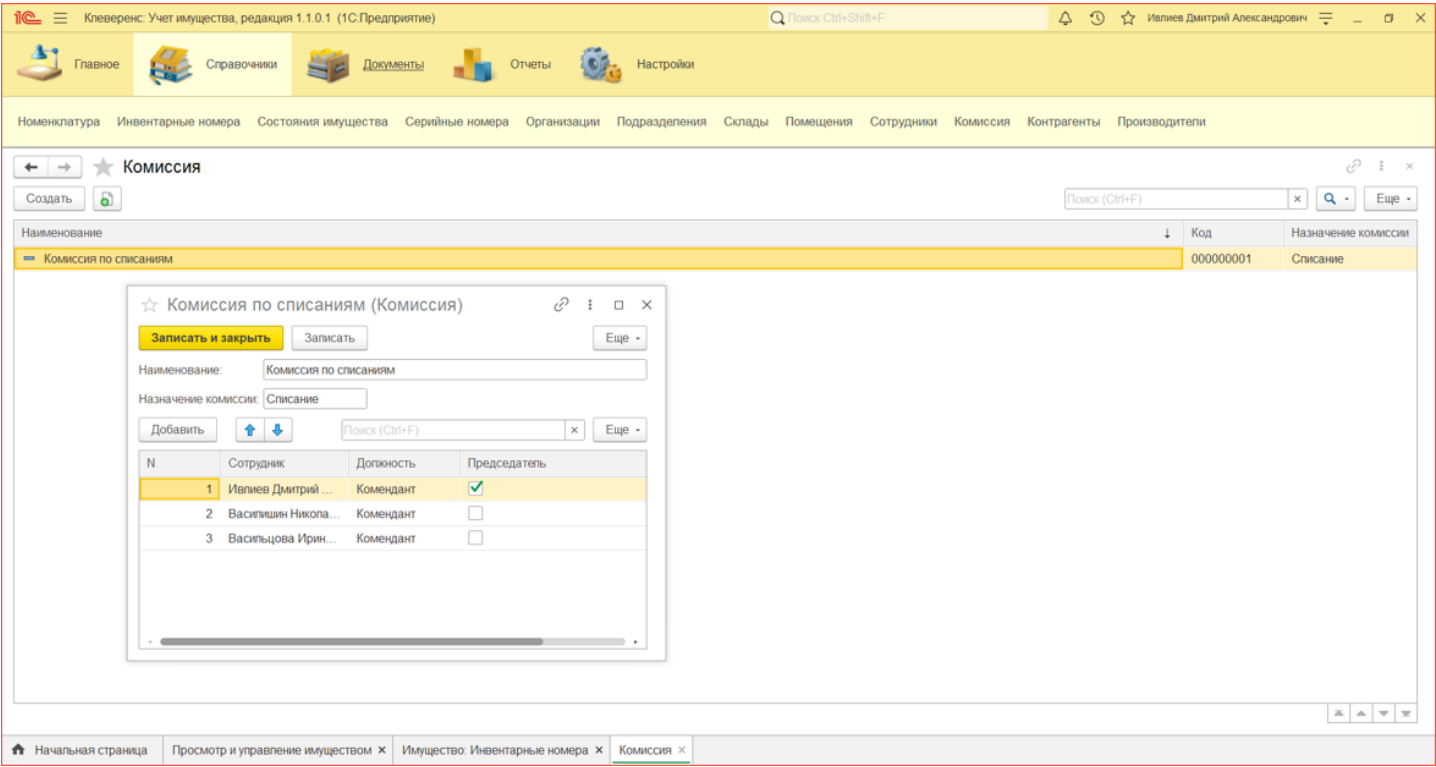 1С Клеверенс: Учет имущества, редакция 1.1.0.1 (1С:Предприятие) Поиск Ctrl+Shift+F Ивлиев Дмитрий Александрович
Главное Справочники Документы Отчеты Настройки
Номенклатура Инвентарные номера Состояния имущества Серийные номера Организации Подразделения Склады Помещения Сотрудники Комиссия Контрагенты Производители
Комиссия
Создать Поиск (Ctrl+F) × Еще
Наименование ↓ Код Назначение комиссии
Комиссия по списаниям 000000001 Списание
Комиссия по списаниям (Комиссия)
Записать и закрыть Записать Еще
Наименование: Комиссия по списаниям
Назначение комиссии: Списание
Добавить Поиск (Ctrl+F) × Еще
N Сотрудник Должность Председатель
1 Ивлиев Дмитрий ... Комендант
2 Василишин Никола... Комендант
3 Васильцова Ирин... Комендант
Начальная страница Просмотр и управление имуществом × Имущество: Инвентарные номера × Комиссия ×